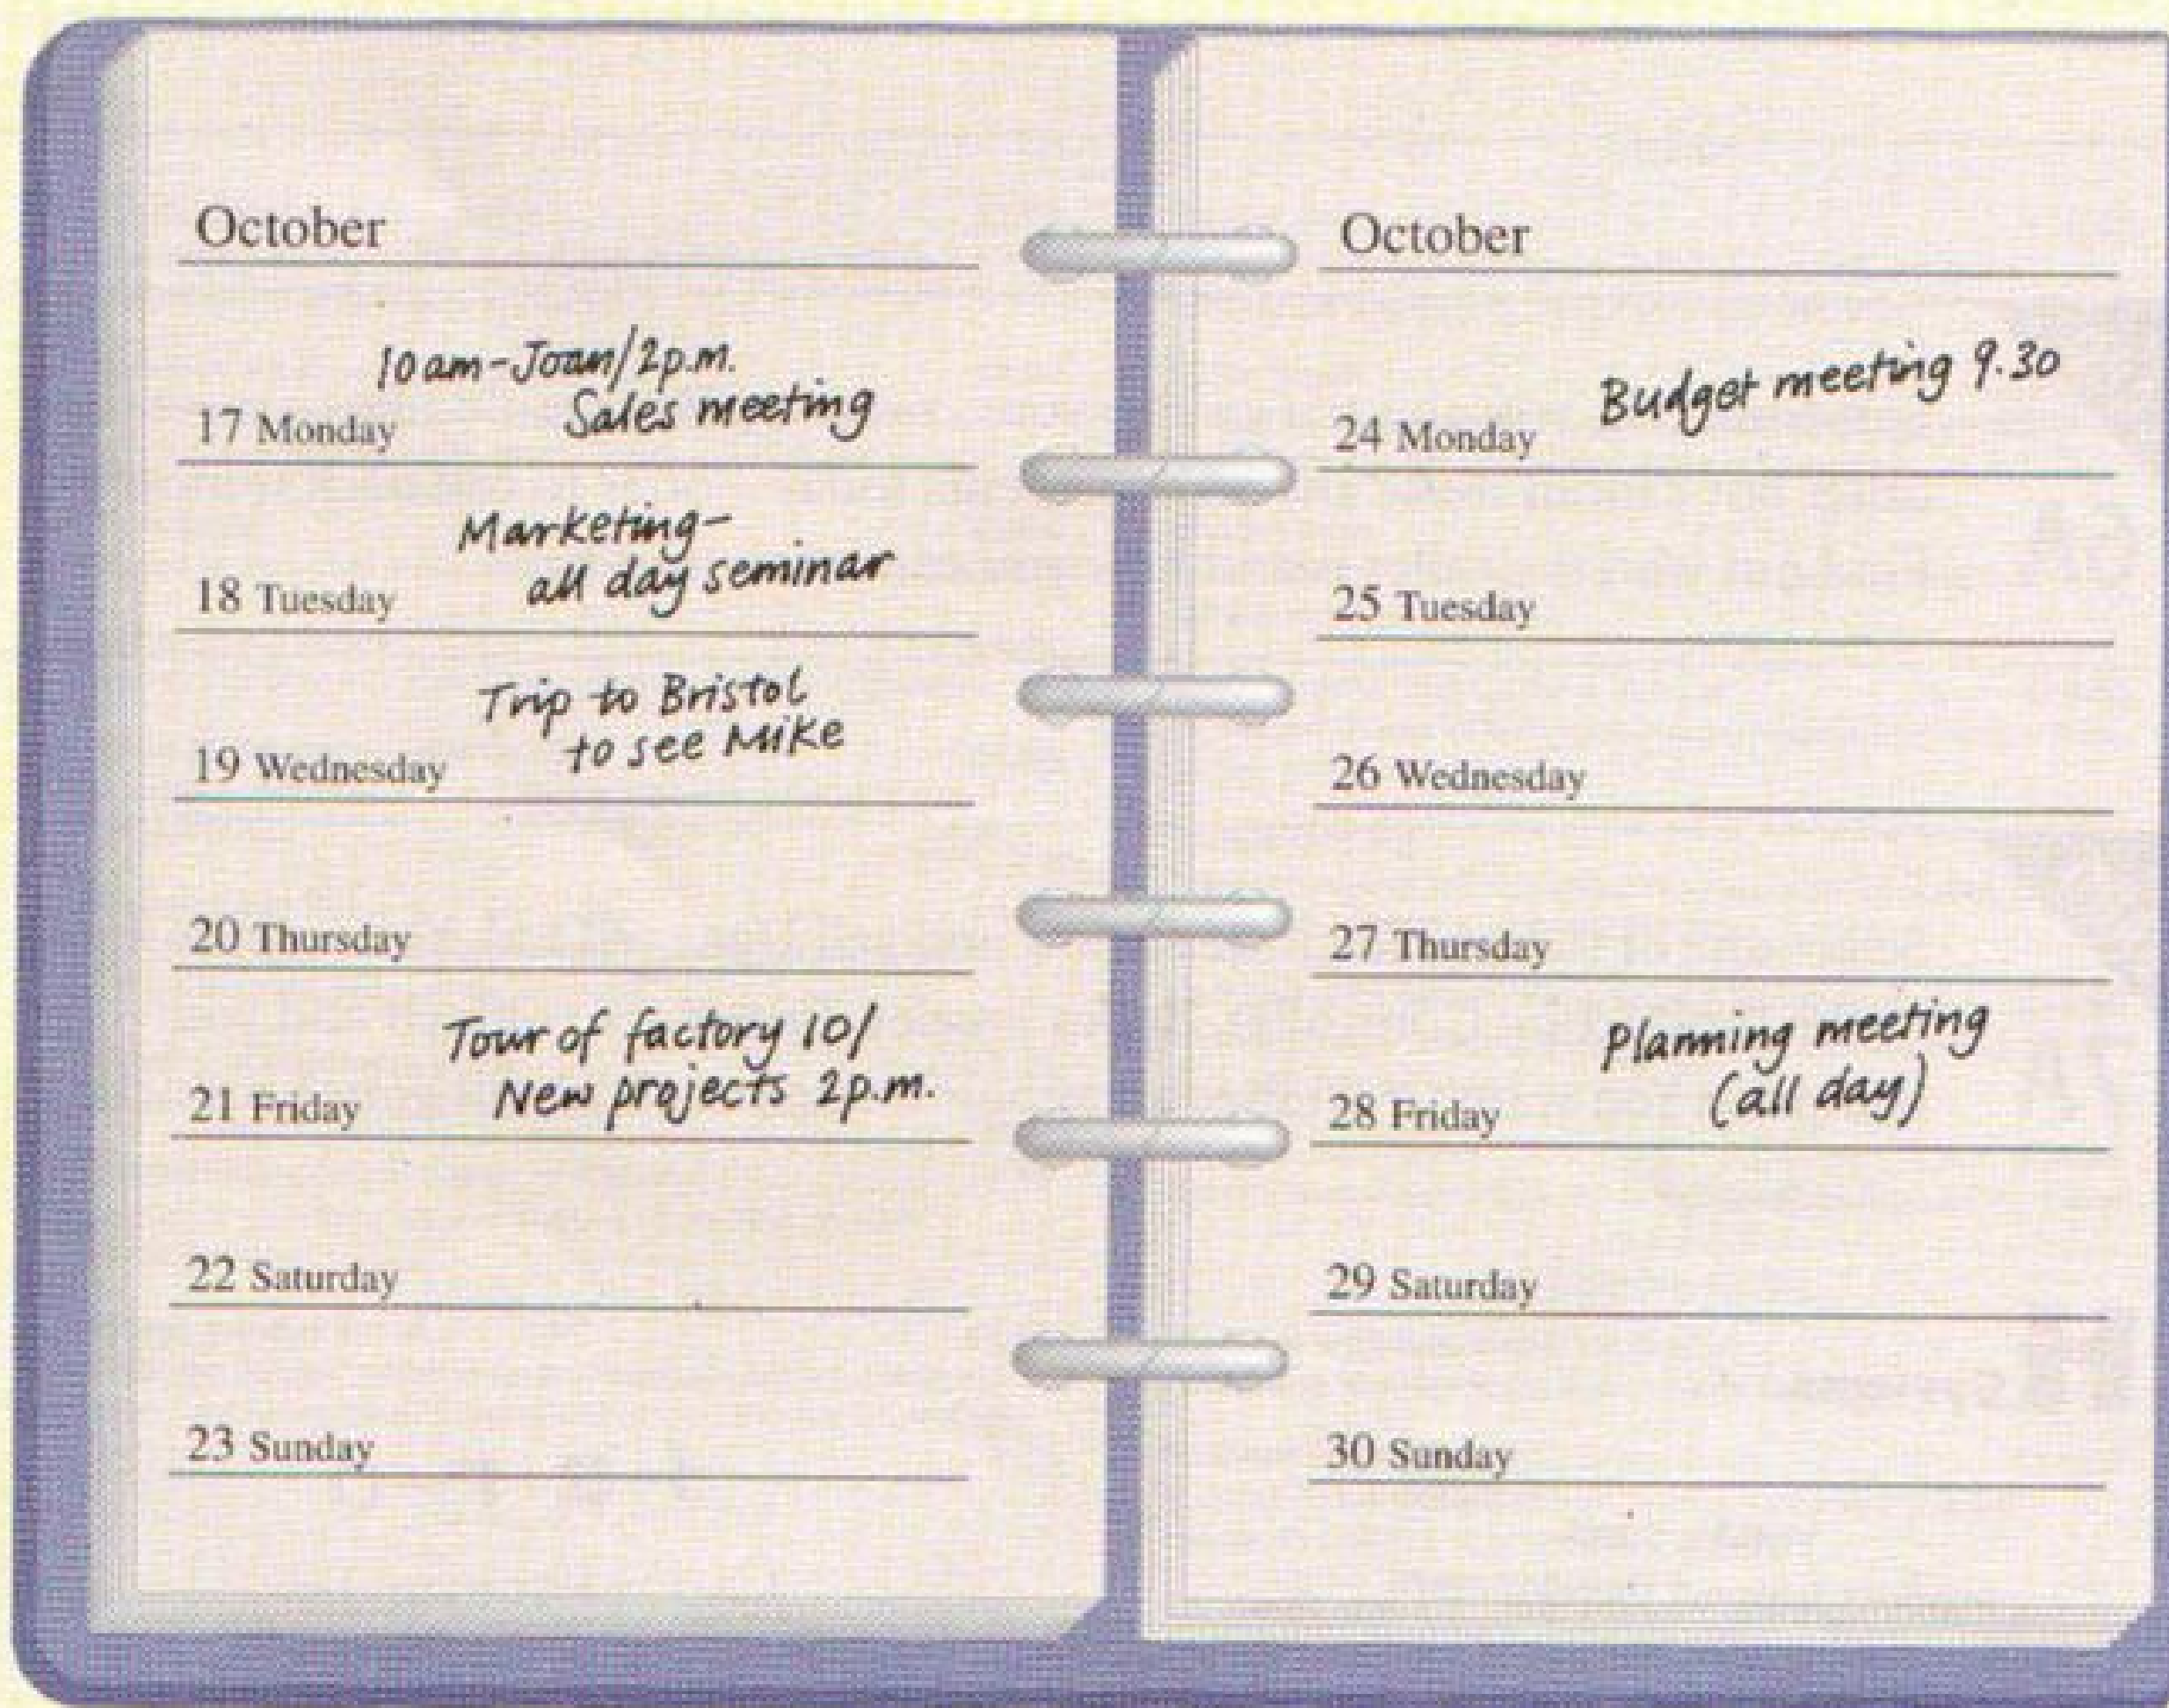 October
10am-Joan/2p.m.
Sales meeting
17 Monday
Marketing-
all day seminar
18 Tuesday
Trip to Bristol
to see Mike
19 Wednesday
20 Thursday
Tour of factory 10/
New projects 2p.m.
21 Friday
22 Saturday
23 Sunday
October
Budget meeting 9.30
24 Monday
25 Tuesday
26 Wednesday
27 Thursday
Planning meeting
(all day)
28 Friday
29 Saturday
30 Sunday